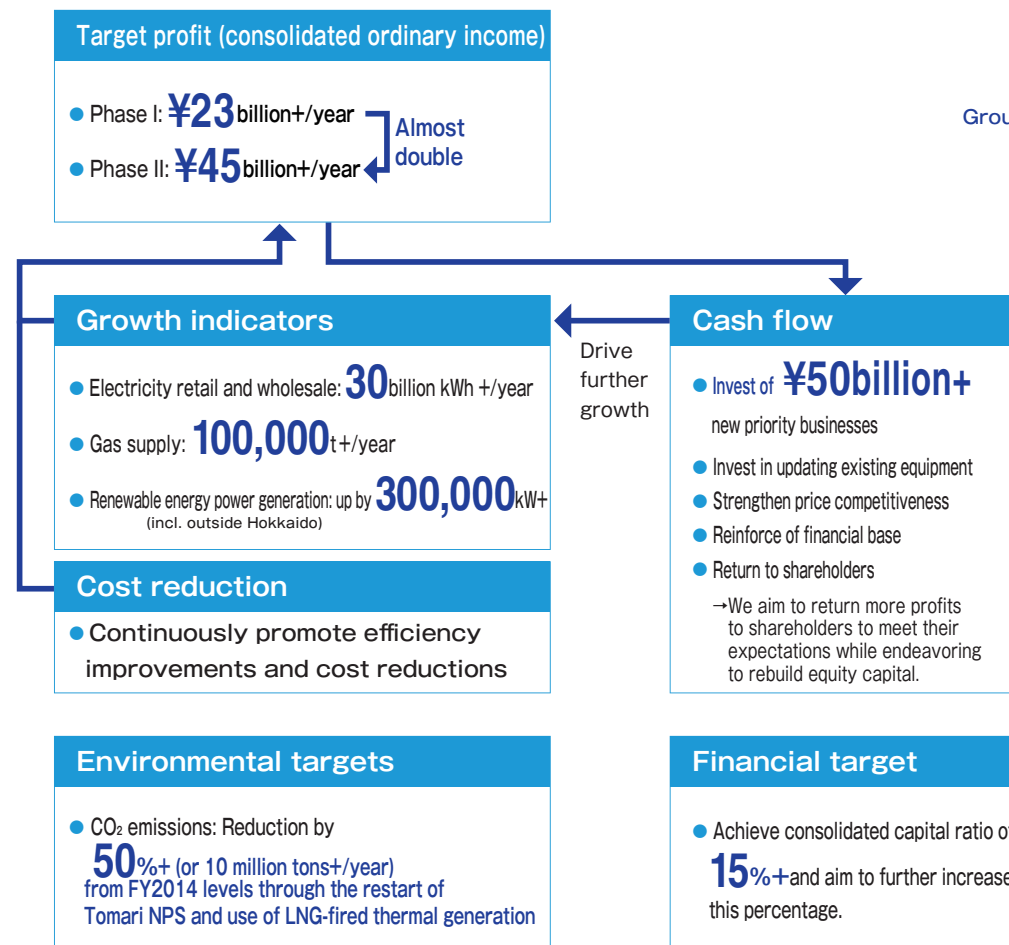 Target profit (consolidated ordinary income)
● Phase I: ¥23billion+/year
● Phase II: ¥45billion+/year
Almost
double
Grou
Growth indicators
● Electricity retail and wholesale: 30billion kWh +/year
● Gas supply: 100,000t+/year
● Renewable energy power generation: up by 300,000kW+
(incl. outside Hokkaido)
Cost reduction
● Continuously promote efficiency
improvements and cost reductions
Drive
further
growth
Cash flow
● Invest of ¥50billion+
new priority businesses
● Invest in updating existing equipment
● Strengthen price competitiveness
● Reinforce of financial base
● Return to shareholders
→We aim to return more profits
to shareholders to meet their
expectations while endeavoring
to rebuild equity capital.
Environmental targets
● CO₂ emissions: Reduction by
50%+ (or 10 million tons+/year)
from FY2014 levels through the restart of
Tomari NPS and use of LNG-fired thermal generation
Financial target
● Achieve consolidated capital ratio o
15%+and aim to further increase
this percentage.